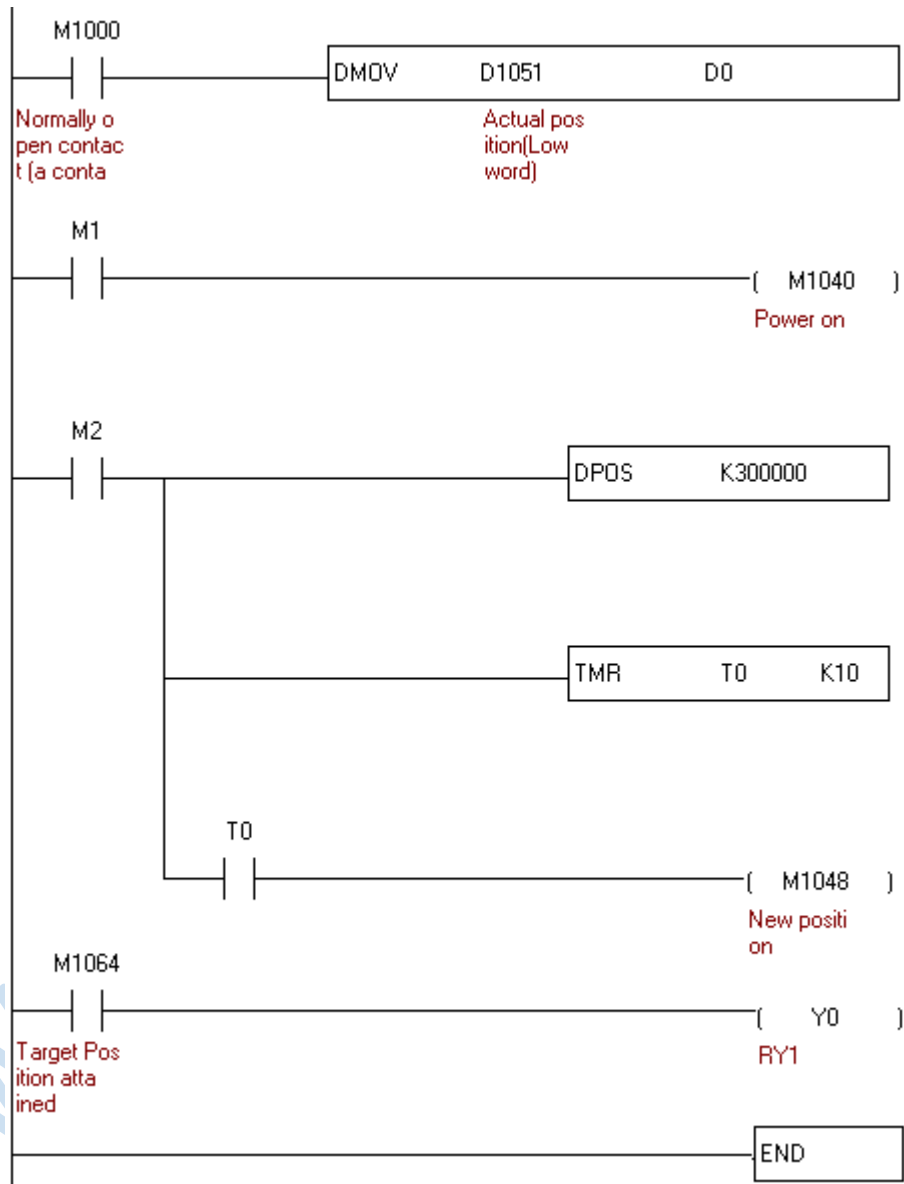 M1000
DMOV D1051 D0
Normally o
pen contac
t (a conta
Actual pos
ition(Low
word)
M1
( M1040 )
Power on
M2
DPOS K300000
TMR T0 K10
T0
( M1048 )
New positi
on
M1064
( Y0 )
Target Pos
ition atta
ined
RY1
END